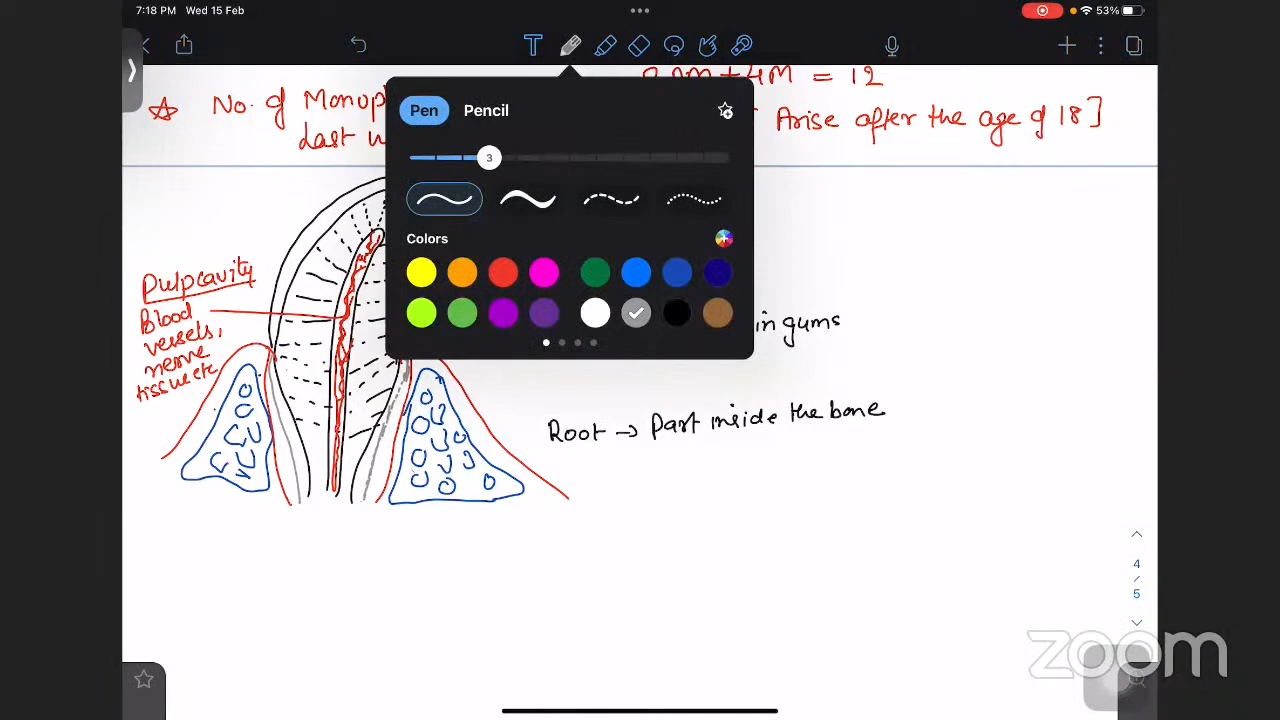 7:18 PM Wed 15 Feb
53%
T
= 12
No. of Monop
Last
Arise after the age of 18]
Pen
Pencil
3
Colors
Pulpcavity
Blood
vessels,
nerve
tissue etc
in gums
Root → Part inside the bone
4
/
5
zoom